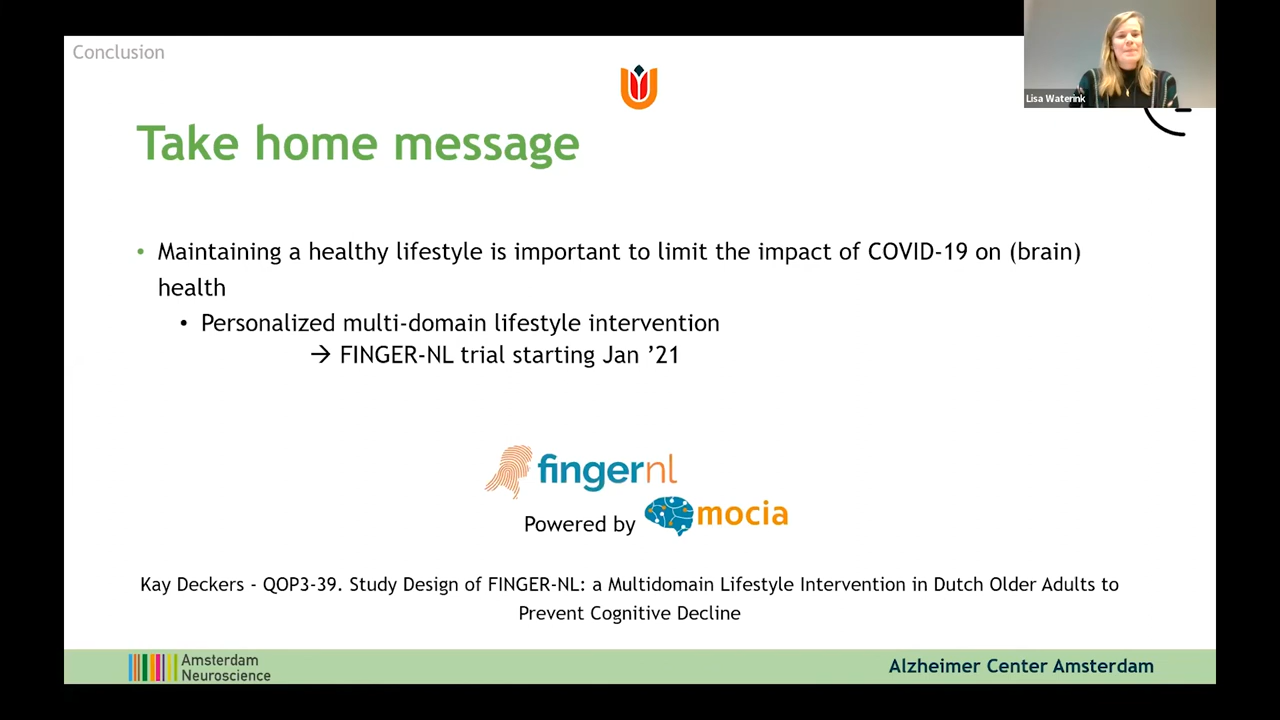 Conclusion
Lisa Waterink
Take home message
• Maintaining a healthy lifestyle is important to limit the impact of COVID-19 on (brain)
health
• Personalized multi-domain lifestyle intervention
→ FINGER-NL trial starting Jan ’21
fingernl
Powered by mocia
Kay Deckers - QOP3-39. Study Design of FINGER-NL: a Multidomain Lifestyle Intervention in Dutch Older Adults to
Prevent Cognitive Decline
Amsterdam
Neuroscience
Alzheimer Center Amsterdam